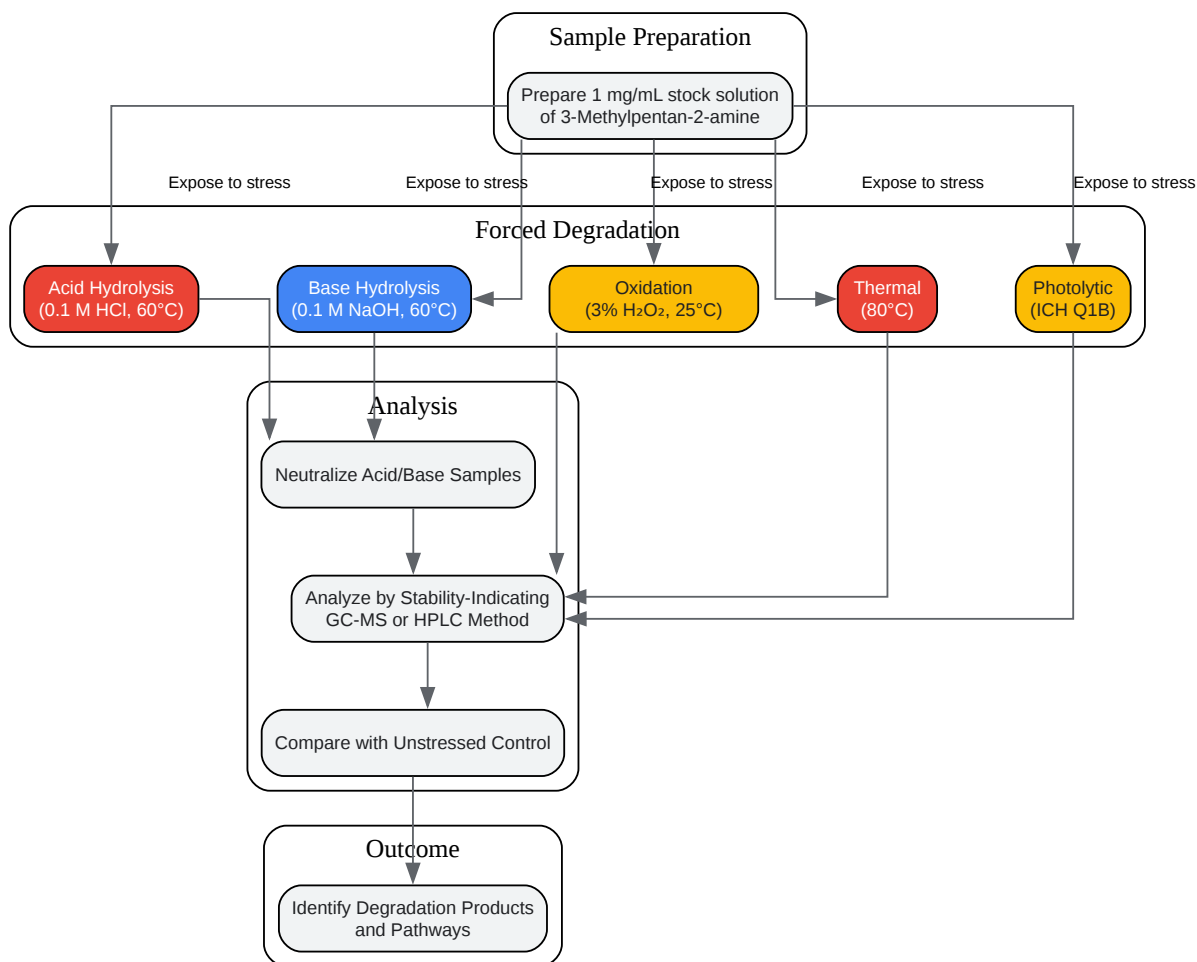 Sample Preparation
Prepare 1 mg/mL stock solution
of 3-Methylpentan-2-amine
Expose to stress
Expose to stress
Expose to stress
Expose to stress
Expose to stress
Forced Degradation
Acid Hydrolysis
(0.1 M HCl, 60°C)
Base Hydrolysis
(0.1 M NaOH, 60°C)
Oxidation
(3% H₂O₂, 25°C)
Thermal
(80°C)
Photolytic
(ICH Q1B)
Analysis
Neutralize Acid/Base Samples
Analyze by Stability-Indicating
GC-MS or HPLC Method
Compare with Unstressed Control
Outcome
Identify Degradation Products
and Pathways